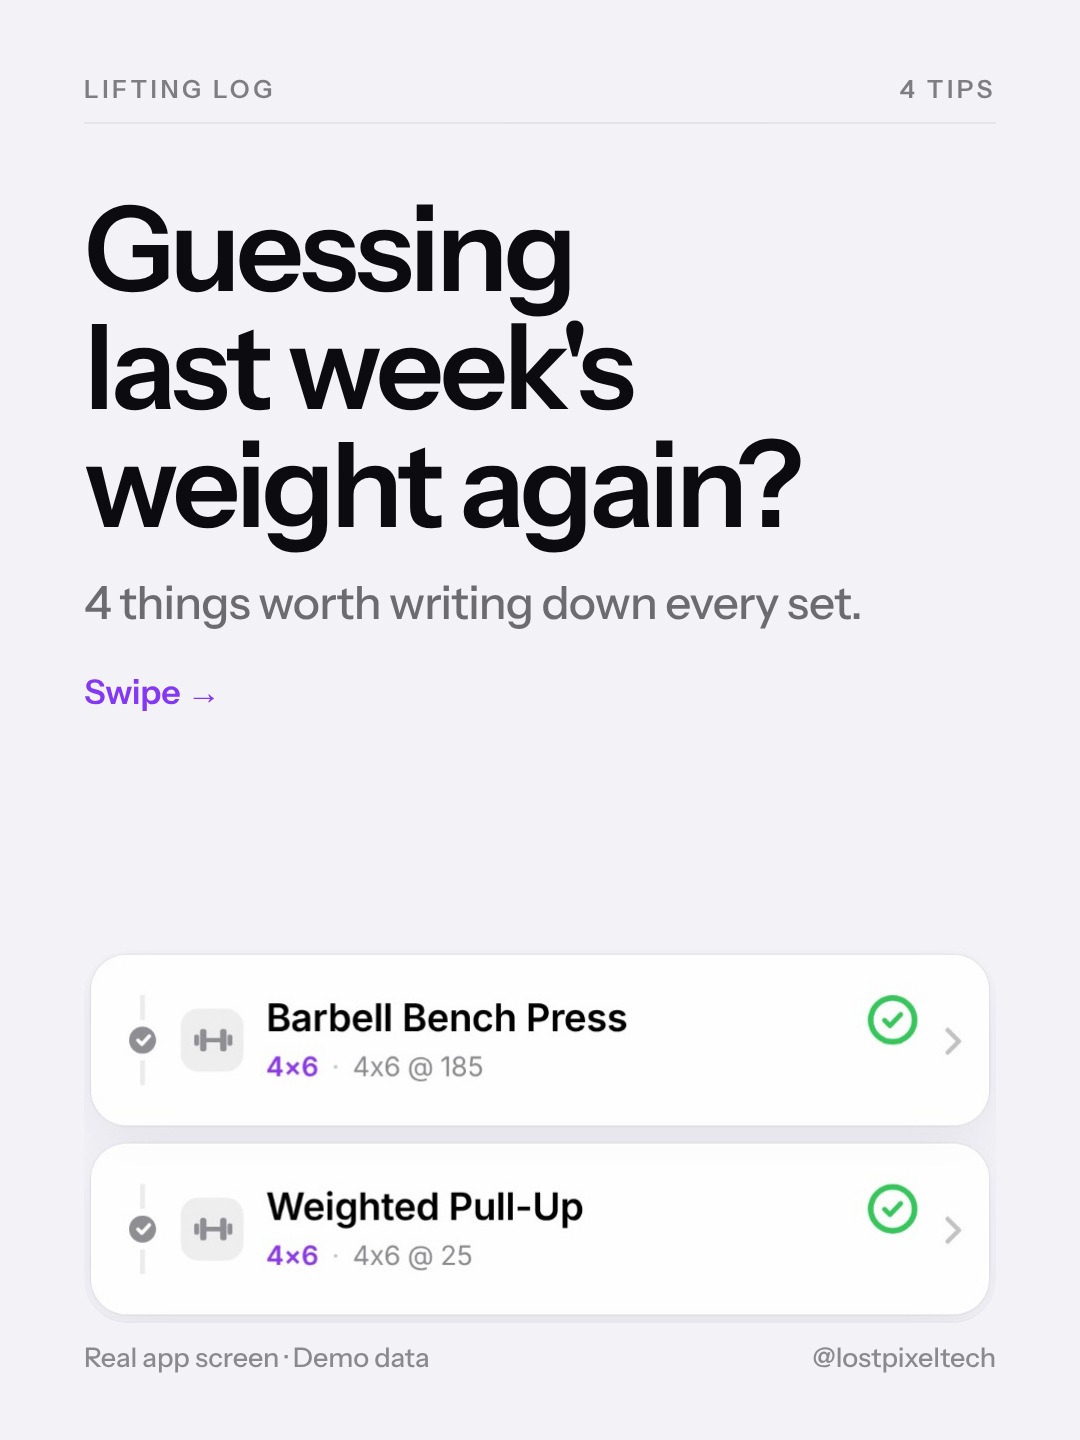 LIFTING LOG
4 TIPS
Guessing
last week's
weight again?
4 things worth writing down every set.
Swipe →
Barbell Bench Press
4×6 · 4x6 @ 185
Weighted Pull-Up
4×6 · 4x6 @ 25
Real app screen · Demo data
@lostpixeltech